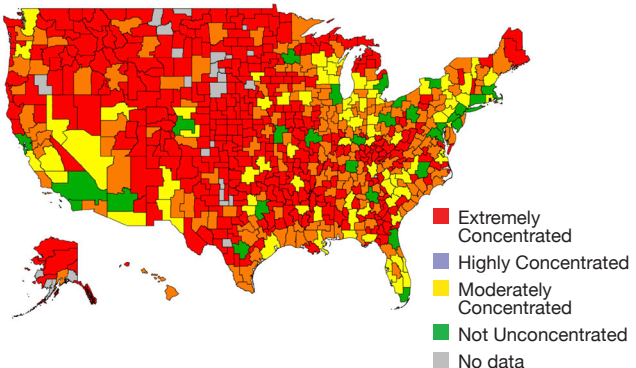 Extremely
Concentrated
Highly Concentrated
Moderately
Concentrated
Not Unconcentrated
No data